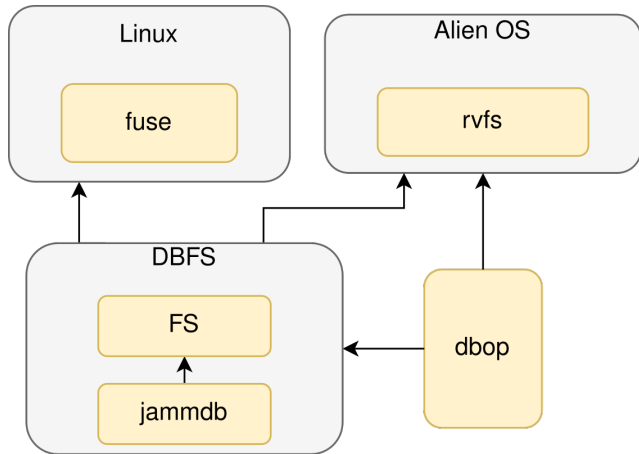 Linux
fuse
Alien OS
rvfs
DBFS
FS
jammdb
dbop